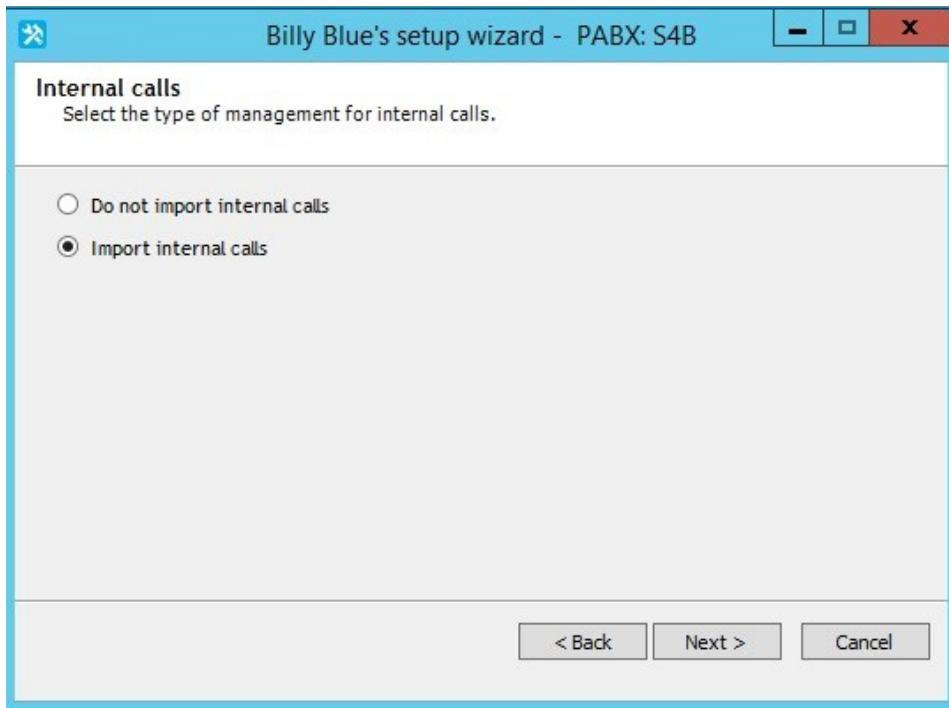 Billy Blue's setup wizard - PABX: S4B
Internal calls
Select the type of management for internal calls.
Do not import internal calls
Import internal calls
< Back Next > Cancel